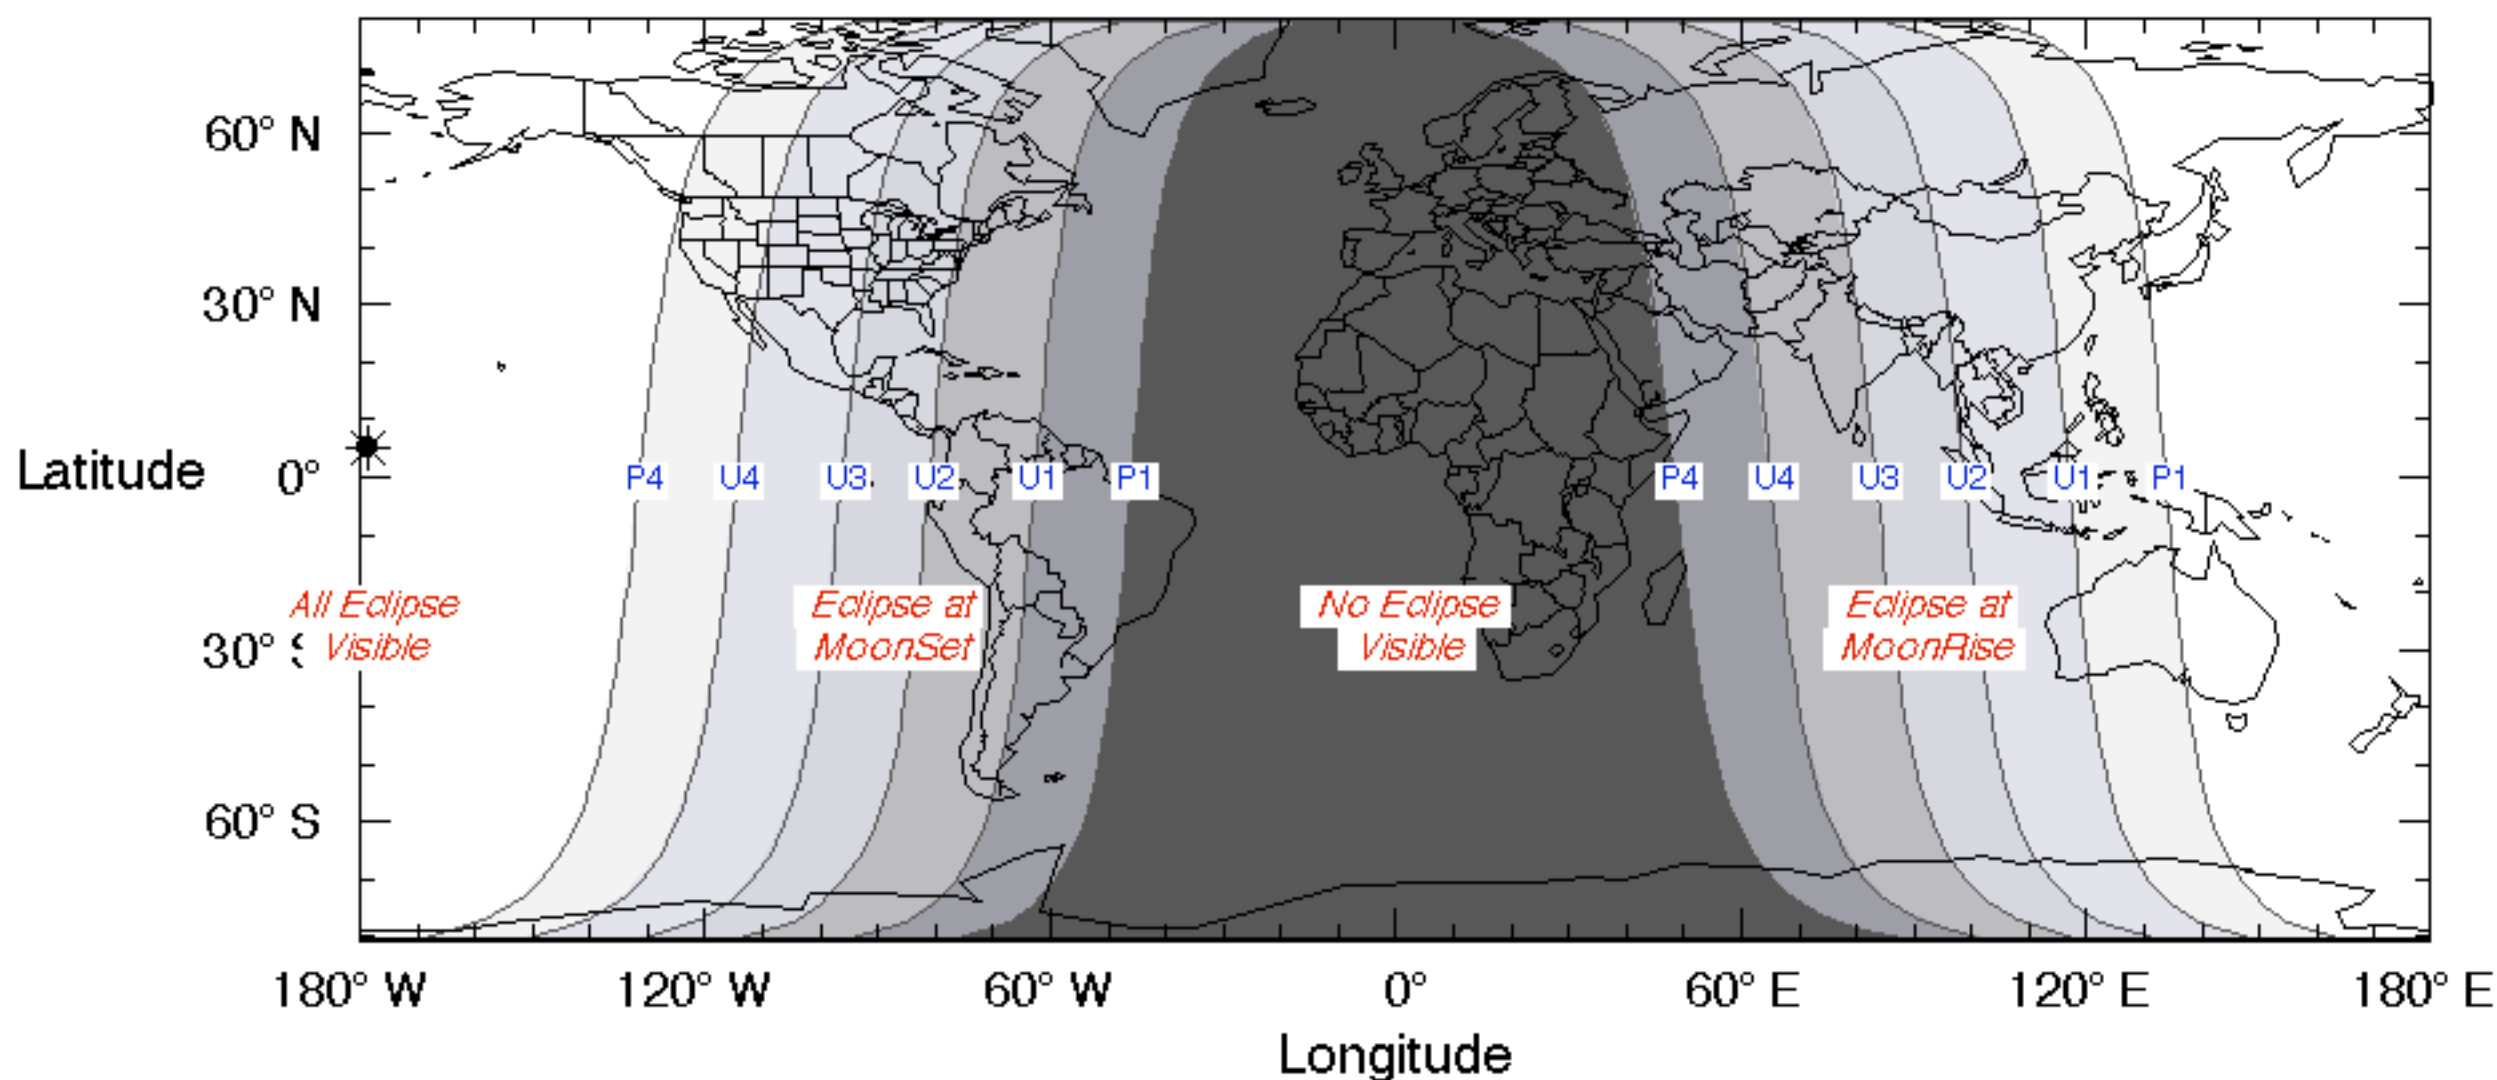 60° N
30° N
Latitude
0°
P4 U4 U3 U2 U1 P1 P4 U4 U3 U2 U1 P1
All Eclipse
Visible
Eclipse at
MoonSet
No Eclipse
Visible
Eclipse at
MoonRise
30° S
60° S
180° W 120° W 60° W 0° 60° E 120° E 180° E
Longitude